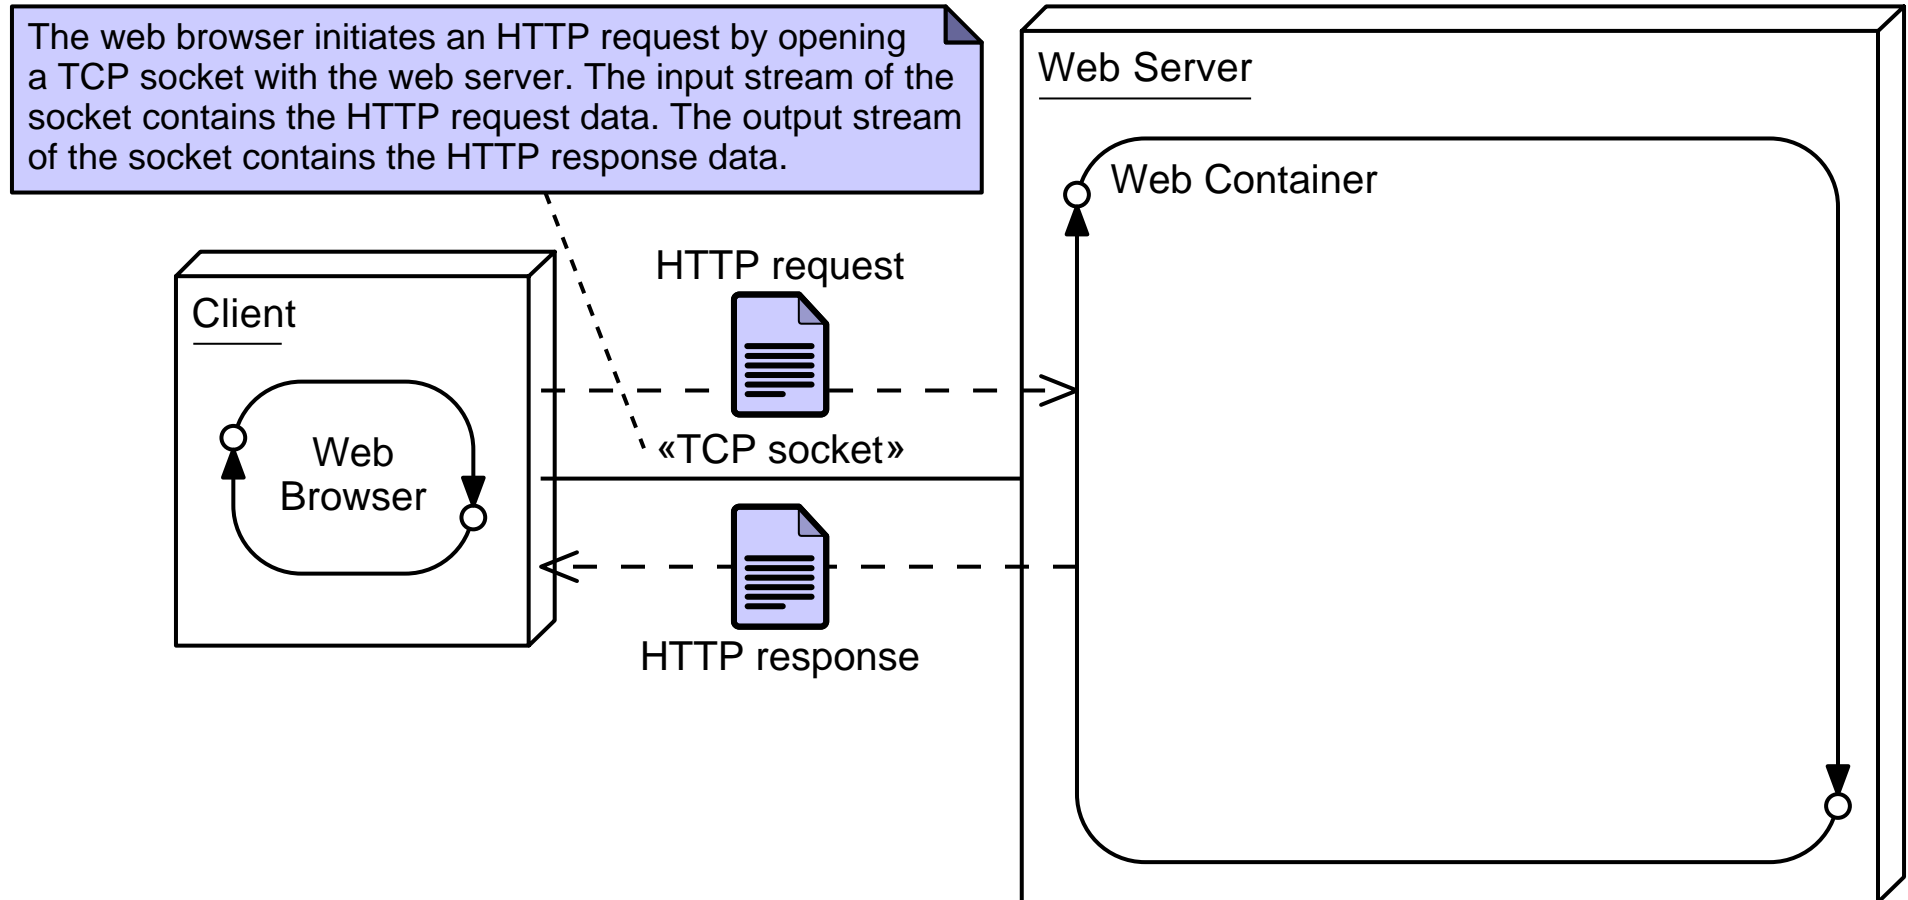 The web browser initiates an HTTP request by opening
a TCP socket with the web server. The input stream of the
socket contains the HTTP request data. The output stream
of the socket contains the HTTP response data.
Web Server
Web Container
HTTP request
Client
«TCP socket»
Web
Browser
HTTP response